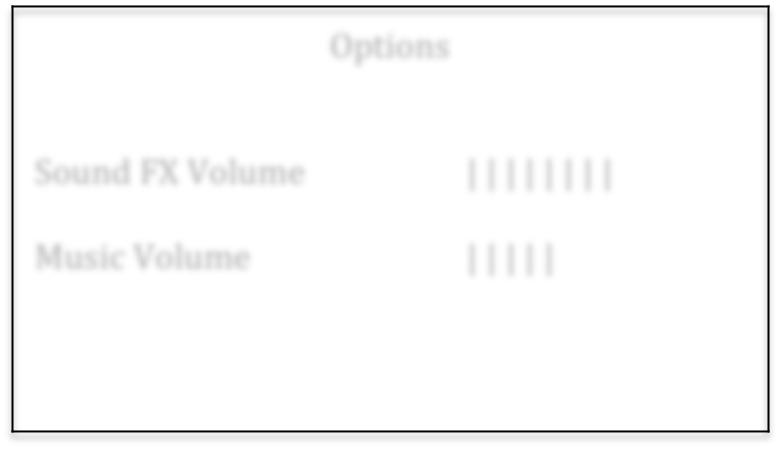 Options
Sound FX Volume | | | | | | | |
Music Volume | | | | |